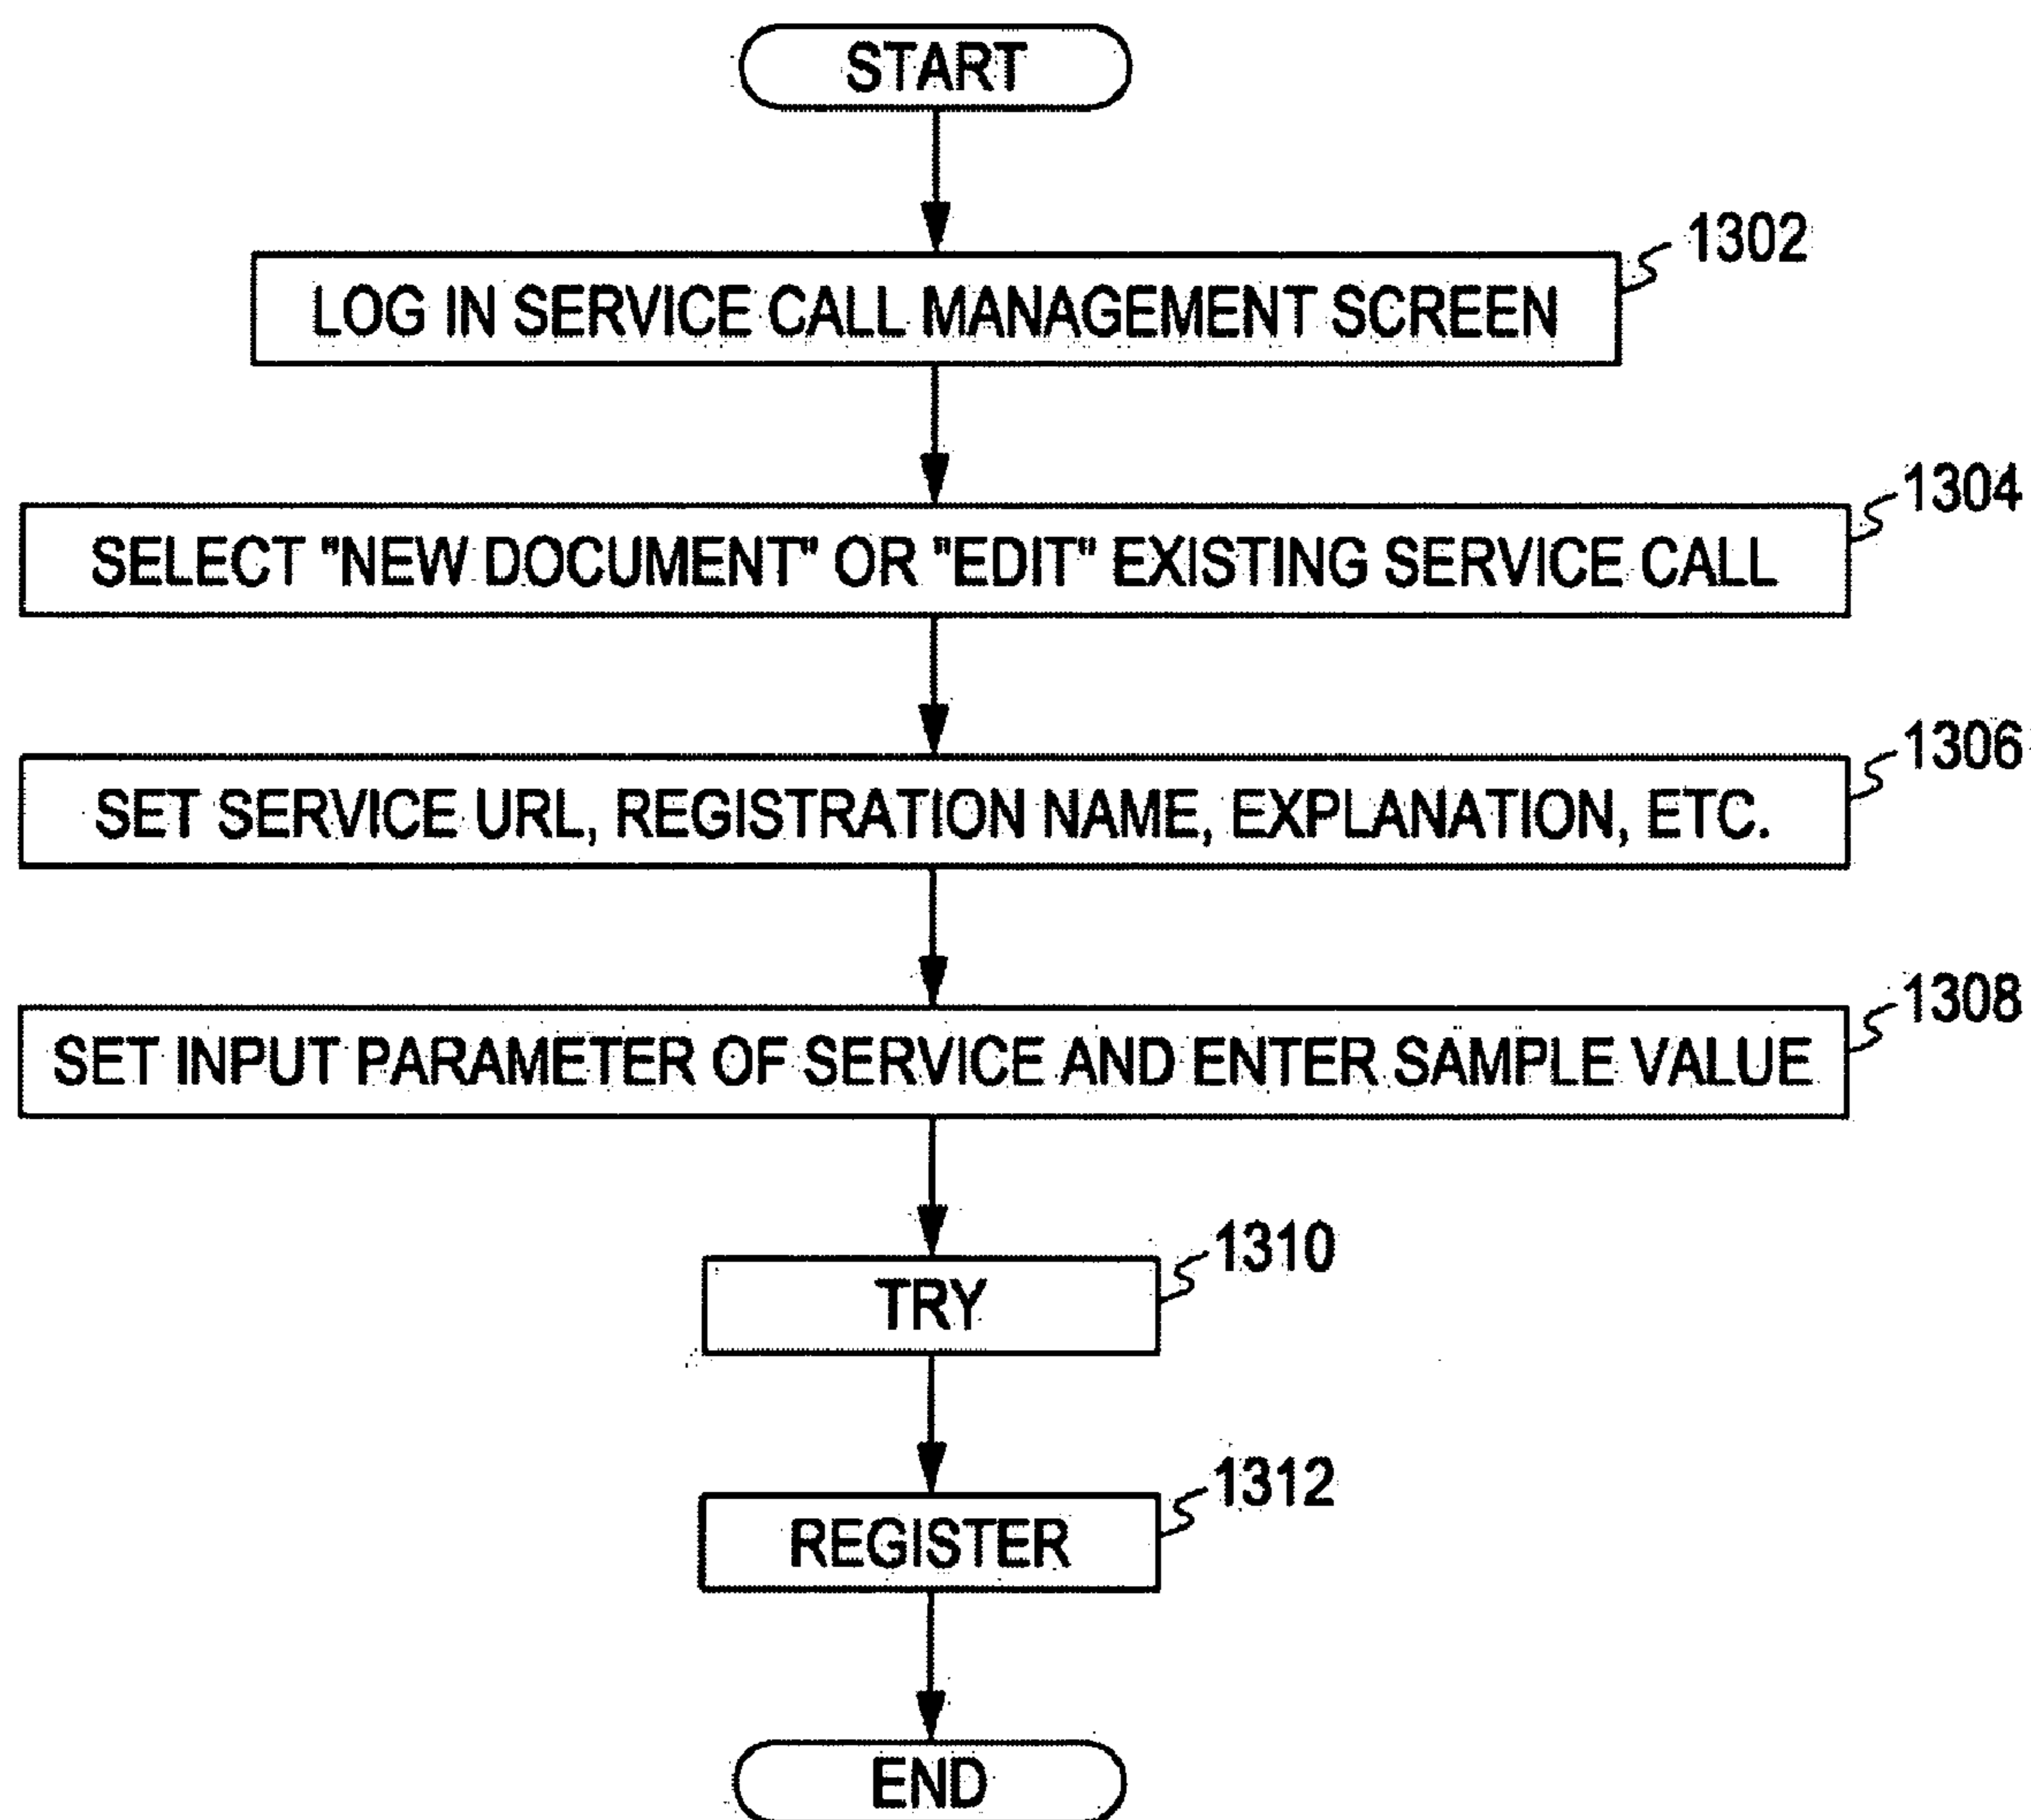 START
1302
LOG IN SERVICE CALL MANAGEMENT SCREEN
1304
SELECT "NEW DOCUMENT" OR "EDIT" EXISTING SERVICE CALL
1306
SET SERVICE URL, REGISTRATION NAME, EXPLANATION, ETC.
1308
SET INPUT PARAMETER OF SERVICE AND ENTER SAMPLE VALUE
1310
TRY
1312
REGISTER
END